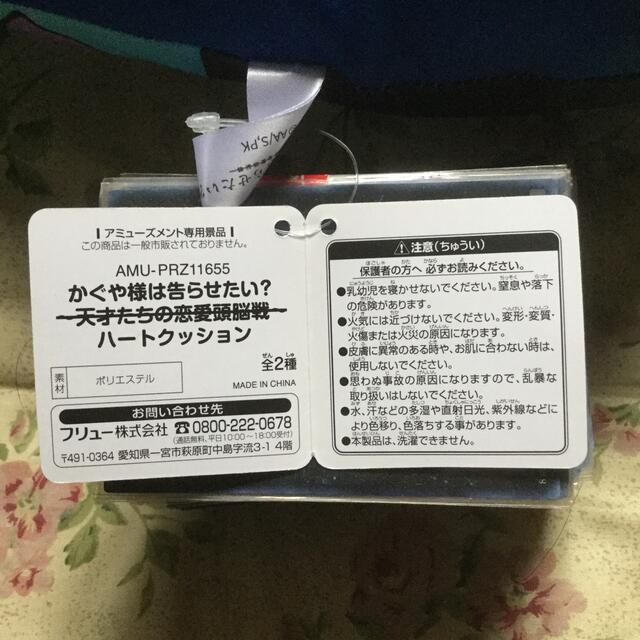 AA/S,PK
らせたい
アミューズメント専用景品
この商品は一般市販されておりません。
AMU-PRZ11655
かぐや様は告らせたい？
～天才たちの恋愛頭脳戦～
ハートクッション
素材
ポリエステル
全2種
ぜん しゅ
MADE IN CHINA
お問い合わせ先
フリュー株式会社
0800-222-0678
(通話無料、平日10:00～18:00受付)
〒491-0364 愛知県一宮市萩原町中島字流3-1 4階
注意（ちゅうい）
保護者の方へ 必ずお読みください。
●乳幼児を寝かせないでください。窒息や落下
の危険があります。
●火気には近づけないでください。変形・変質・
火傷または火災の原因になります。
●皮膚に異常のある時や、お肌に合わない時は、
使用しないでください。
●思わぬ事故の原因になりますので、乱暴な
取り扱いはしないでください。
●水、汗などの多湿や直射日光、紫外線などに
より色移り、色落ちする事があります。
●本製品は、洗濯できません。